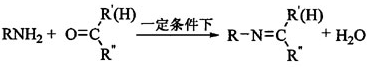 R'(H) 一定条件下 R'(H)
RNH₂ + O=C R−N=C + H₂O
R" R"